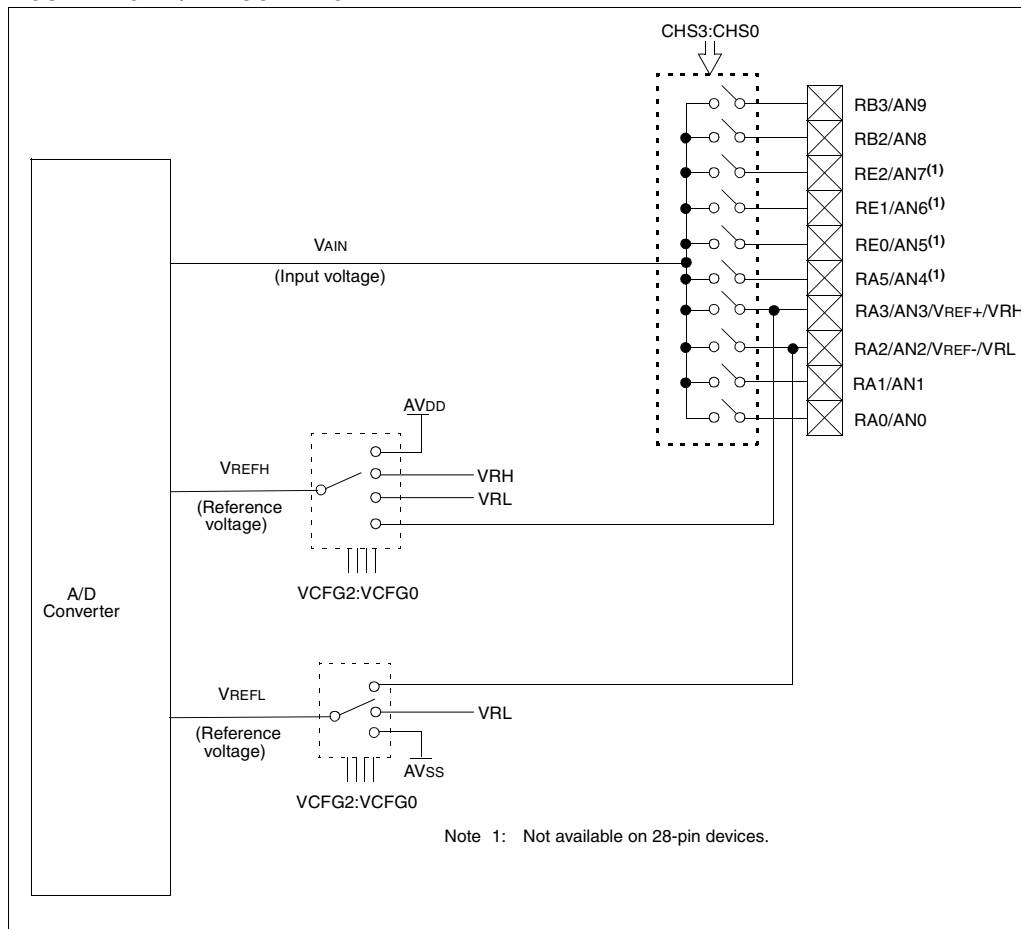 CHS3:CHS0
RB3/AN9
RB2/AN8
RE2/AN7(1)
RE1/AN6(1)
RE0/AN5(1)
RA5/AN4(1)
RA3/AN3/VREF+/VRH
RA2/AN2/VREF-/VRL
RA1/AN1
RA0/AN0
VAIN
(Input voltage)
AVDD
VREFH
(Reference
voltage)
VRH
VRL
VCFG2:VCFG0
A/D
Converter
VREFL
(Reference
voltage)
VRL
AVSS
VCFG2:VCFG0
Note 1: Not available on 28-pin devices.